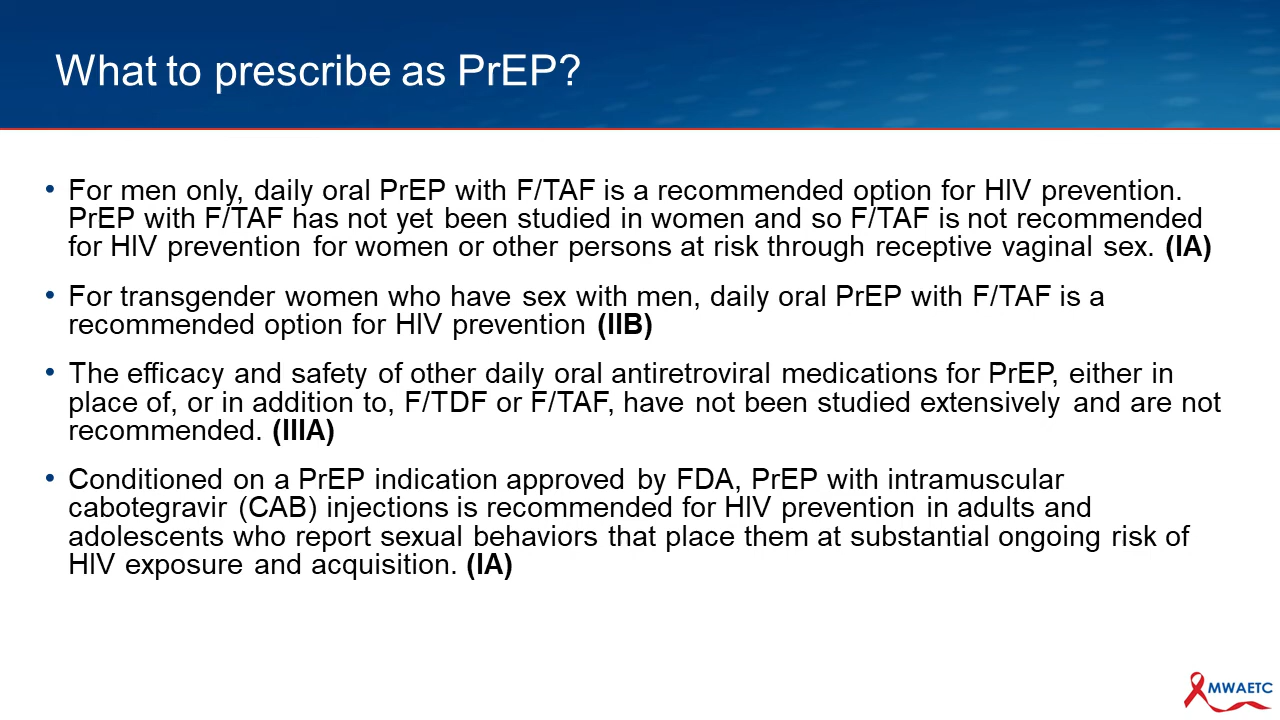 What to prescribe as PrEP?
• For men only, daily oral PrEP with F/TAF is a recommended option for HIV prevention.
PrEP with F/TAF has not yet been studied in women and so F/TAF is not recommended
for HIV prevention for women or other persons at risk through receptive vaginal sex. (IA)
• For transgender women who have sex with men, daily oral PrEP with F/TAF is a
recommended option for HIV prevention (IIB)
• The efficacy and safety of other daily oral antiretroviral medications for PrEP, either in
place of, or in addition to, F/TDF or F/TAF, have not been studied extensively and are not
recommended. (IIIA)
• Conditioned on a PrEP indication approved by FDA, PrEP with intramuscular
cabotegravir (CAB) injections is recommended for HIV prevention in adults and
adolescents who report sexual behaviors that place them at substantial ongoing risk of
HIV exposure and acquisition. (IA)
MWAETC